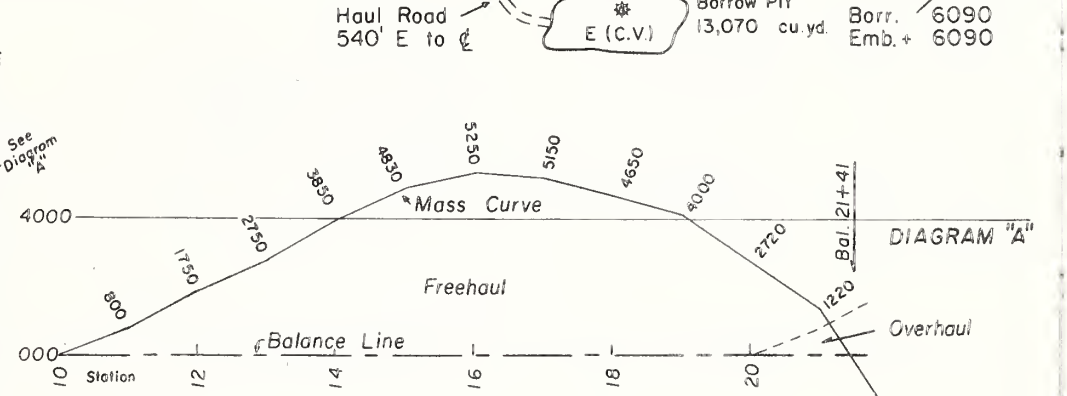 Haul Road
540' E to ℄
E (C.V.)
Borrow Pit
13,070 cu.yd.
Borr. 6090
Emb.+ 6090
See
Diagram
"A"
800
1750
2750
3850
4830
5250
5150
4650
4000
2720
1220
Bal. 21+41
4000
Mass Curve
DIAGRAM "A"
Freehaul
Overhaul
Balance Line
000
10
Station
12
14
16
18
20